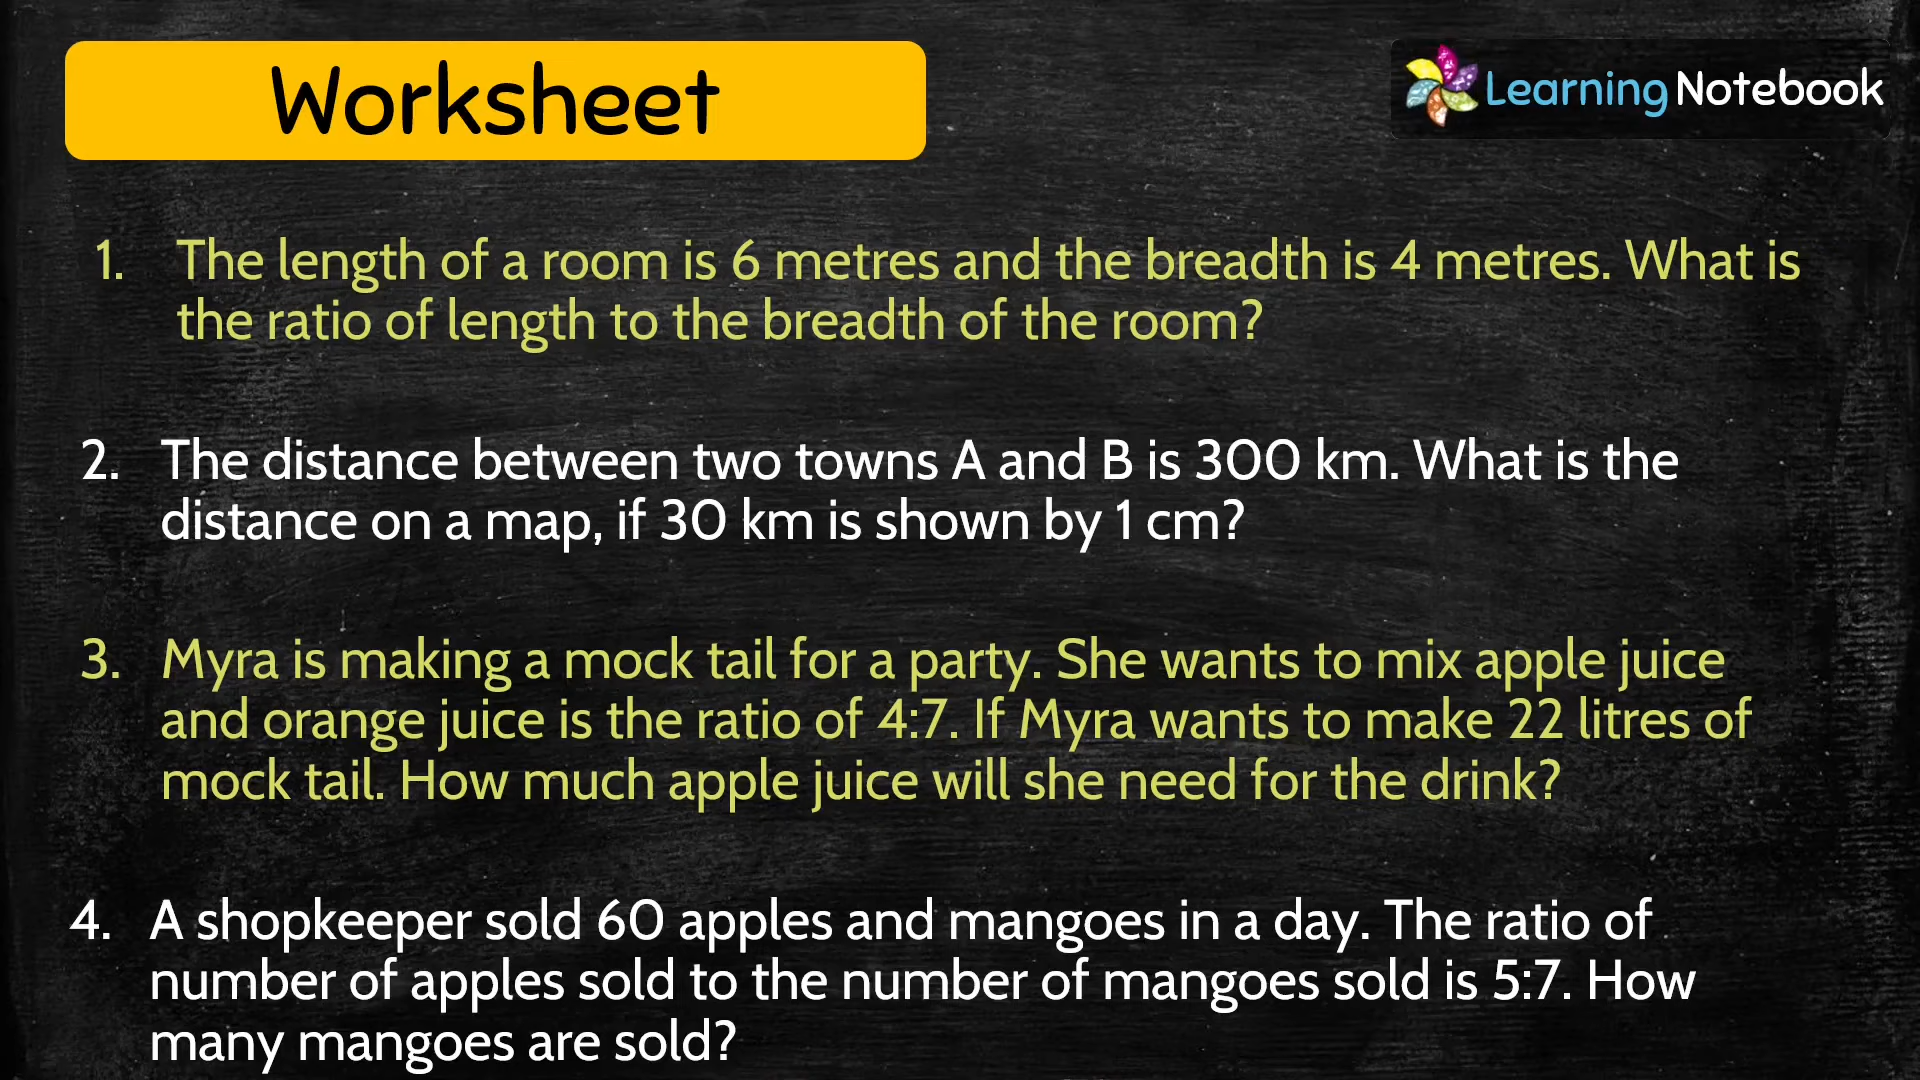 Worksheet
Learning Notebook
1. The length of a room is 6 metres and the breadth is 4 metres. What is
the ratio of length to the breadth of the room?
2. The distance between two towns A and B is 300 km. What is the
distance on a map, if 30 km is shown by 1 cm?
3. Myra is making a mock tail for a party. She wants to mix apple juice
and orange juice is the ratio of 4:7. If Myra wants to make 22 litres of
mock tail. How much apple juice will she need for the drink?
4. A shopkeeper sold 60 apples and mangoes in a day. The ratio of
number of apples sold to the number of mangoes sold is 5:7. How
many mangoes are sold?